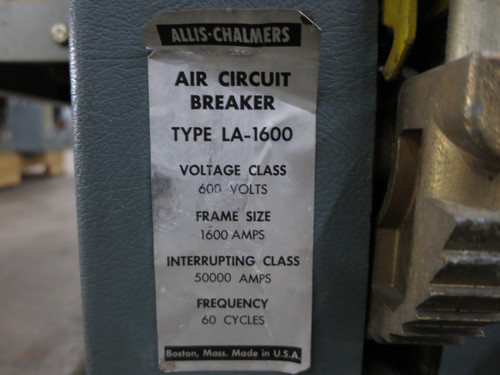 ALLIS-CHALMERS
AIR CIRCUIT
BREAKER
TYPE LA-1600
VOLTAGE CLASS
600 VOLTS
FRAME SIZE
1600 AMPS
INTERRUPTING CLASS
50000 AMPS
FREQUENCY
60 CYCLES
Boston, Mass. Made in U.S.A.